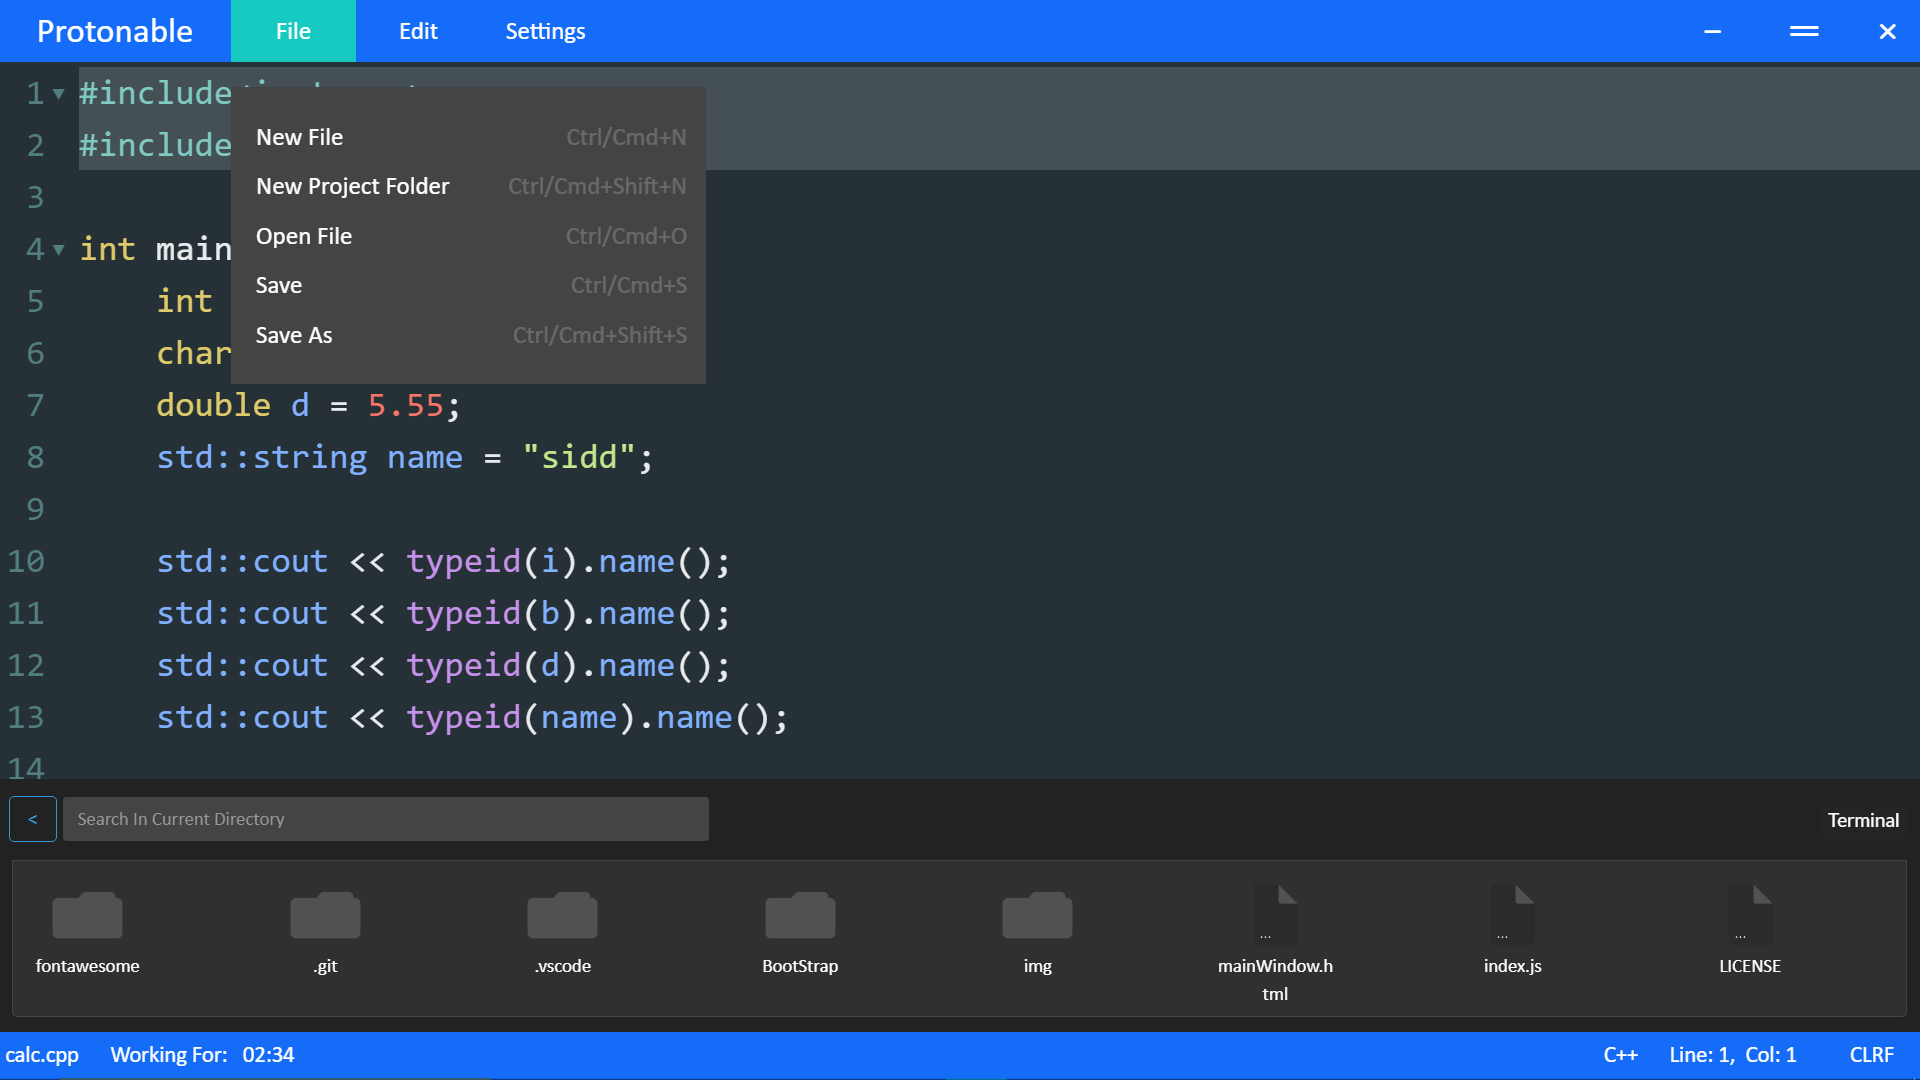 Protonable File Edit Settings
1 #include
2 #include
3
4 int main
5 int
6 char
7 double d = 5.55;
8 std::string name = "sidd";
9
10 std::cout << typeid(i).name();
11 std::cout << typeid(b).name();
12 std::cout << typeid(d).name();
13 std::cout << typeid(name).name();
14
New File Ctrl/Cmd+N
New Project Folder Ctrl/Cmd+Shift+N
Open File Ctrl/Cmd+O
Save Ctrl/Cmd+S
Save As Ctrl/Cmd+Shift+S
< Search In Current Directory Terminal
fontawesome .git .vscode BootStrap img mainWindow.h index.js LICENSE
tml
calc.cpp Working For: 02:34 C++ Line: 1, Col: 1 CLRF